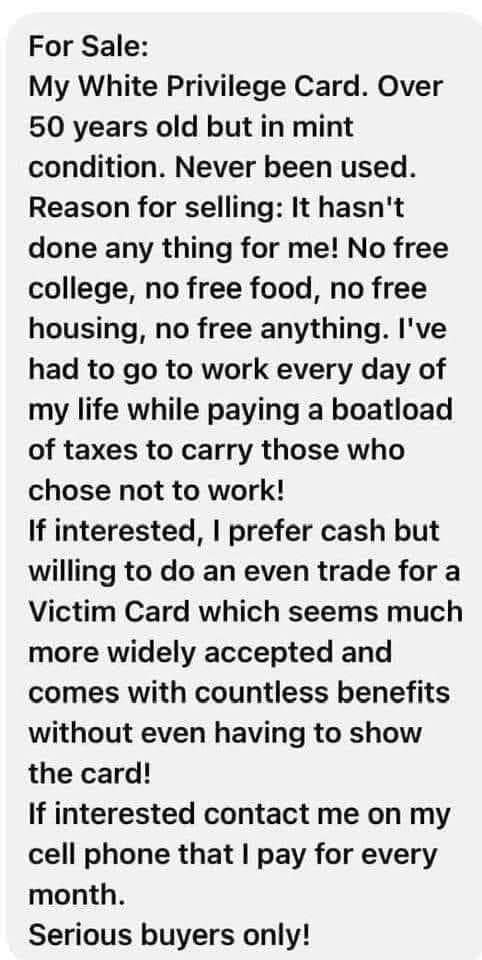 For Sale:
My White Privilege Card. Over
50 years old but in mint
condition. Never been used.
Reason for selling: It hasn't
done any thing for me! No free
college, no free food, no free
housing, no free anything. I've
had to go to work every day of
my life while paying a boatload
of taxes to carry those who
chose not to work!
If interested, I prefer cash but
willing to do an even trade for a
Victim Card which seems much
more widely accepted and
comes with countless benefits
without even having to show
the card!
If interested contact me on my
cell phone that I pay for every
month.
Serious buyers only!